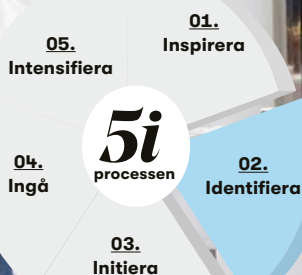 01.
Inspirera
02.
Identifiera
03.
Initiera
04.
Ingå
05.
Intensifiera
5i
processen